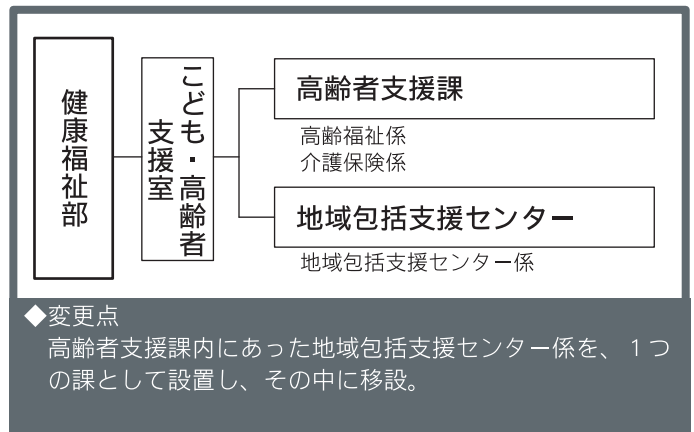 健康福祉部
こども・高齢者
支援室
高齢者支援課
高齢福祉係
介護保険係
地域包括支援センター
地域包括支援センター係
◆変更点
高齢者支援課内にあった地域包括支援センター係を、１つ
の課として設置し、その中に移設。